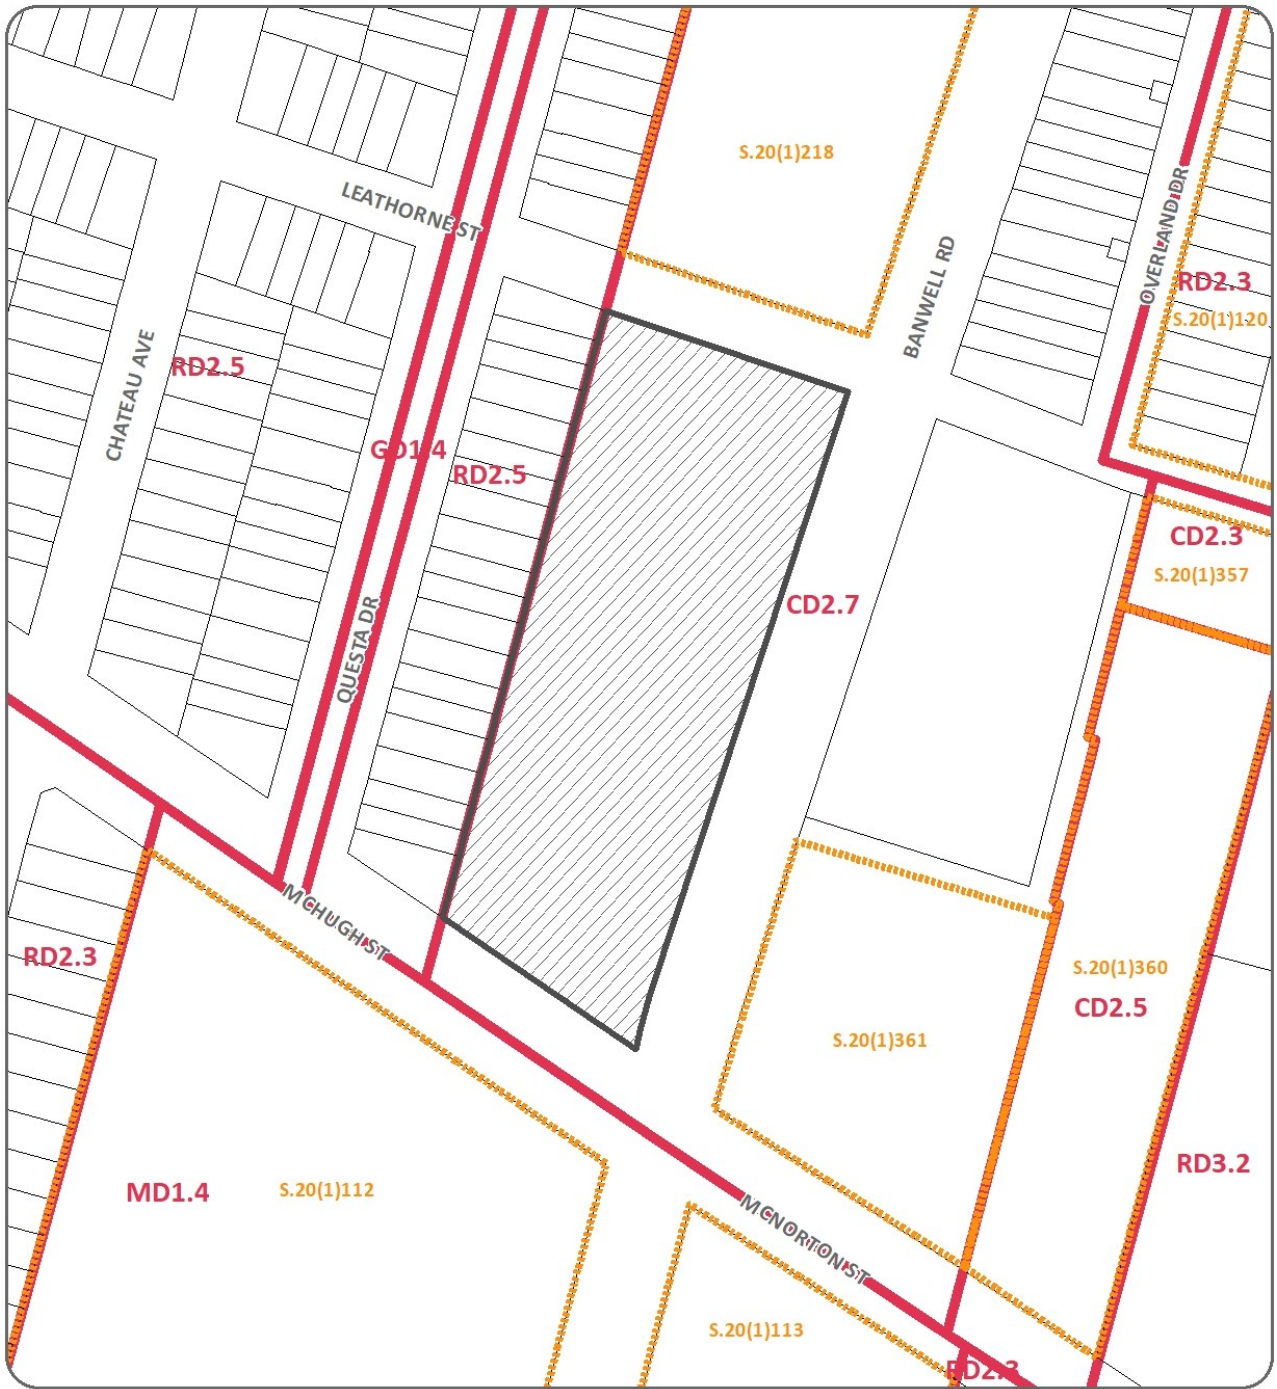 S.20(1)218
LEATHORNE ST
OVERLAND DR
BANWELL RD
RD2.3
S.20(1)120
CHATEAU AVE
RD2.5
GD1.4
RD2.5
CD2.3
S.20(1)357
CD2.7
QUESTA DR
MCHUGH ST
RD2.3
S.20(1)360
CD2.5
S.20(1)361
RD3.2
MD1.4
S.20(1)112
MCNORTON ST
S.20(1)113
RD2.3